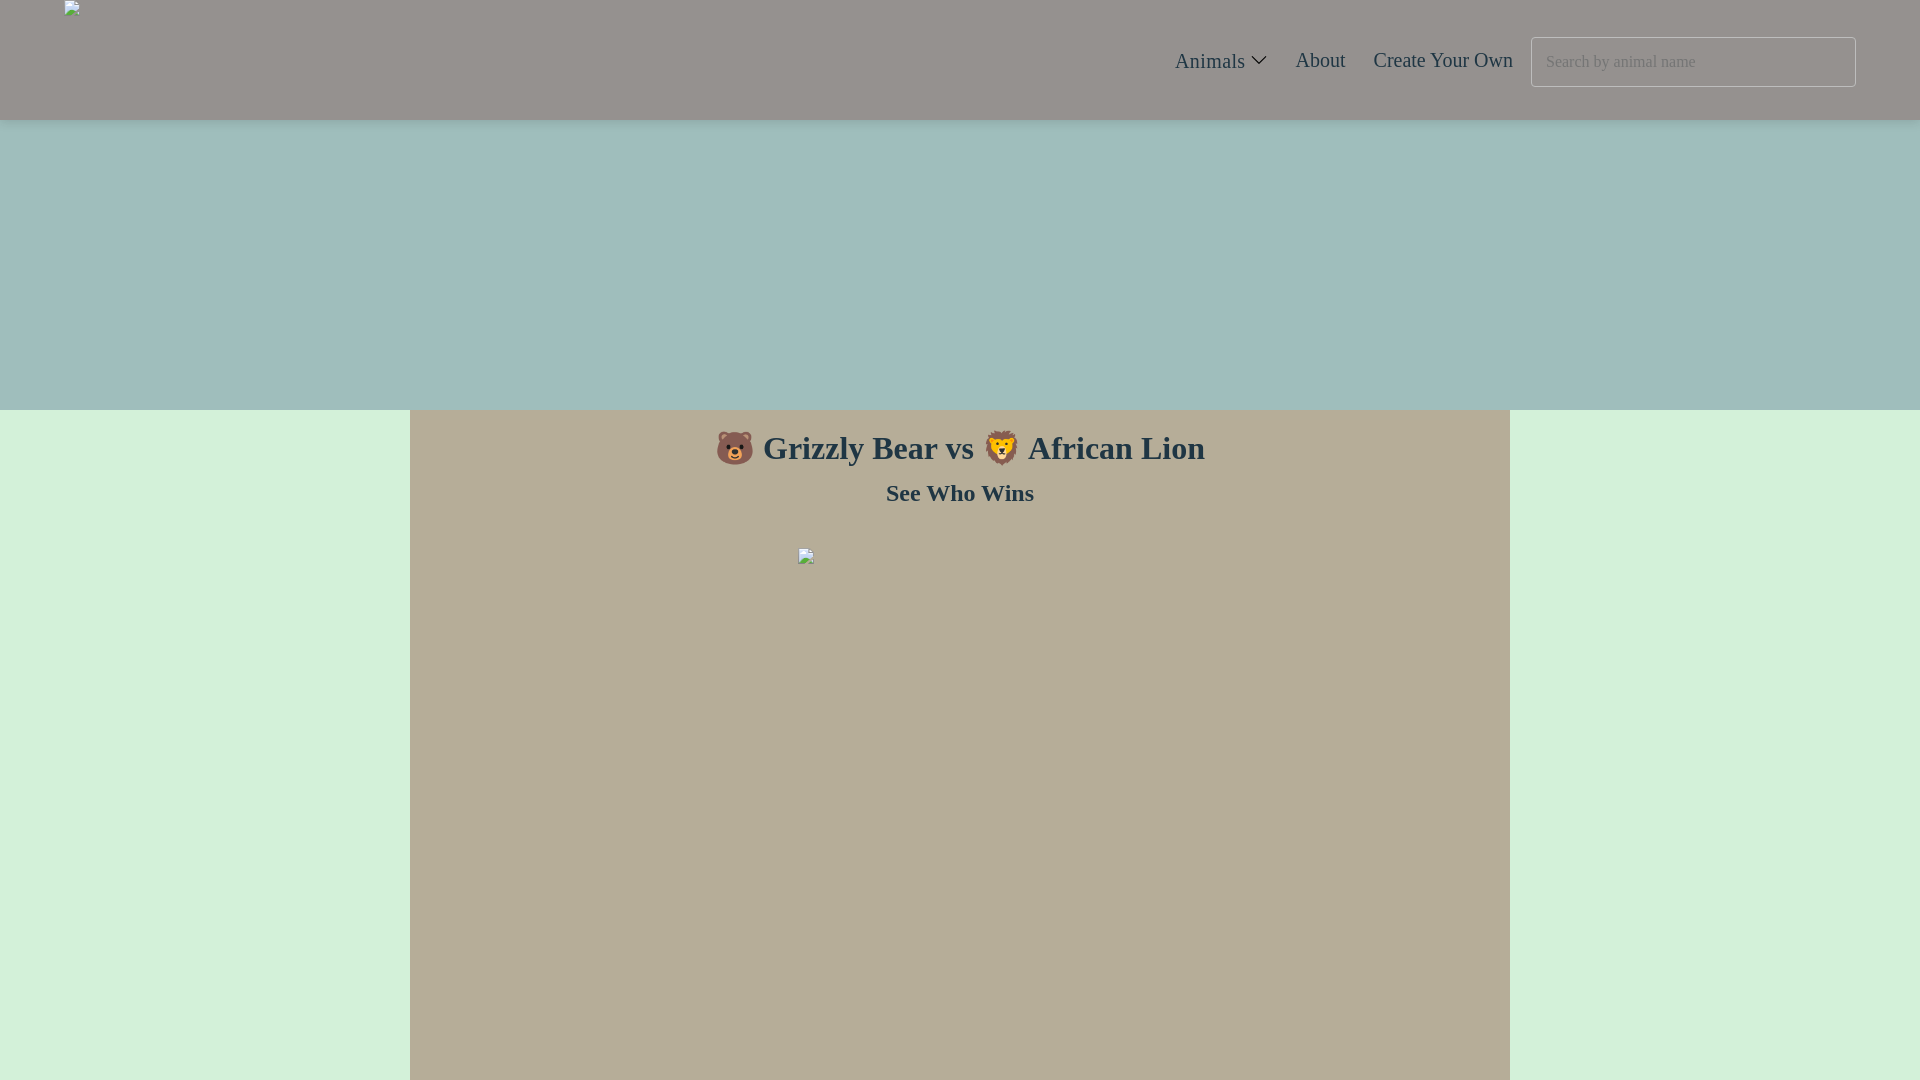 Animals
About
Create Your Own
Search by animal name
🐻 Grizzly Bear vs 🦁 African Lion
See Who Wins